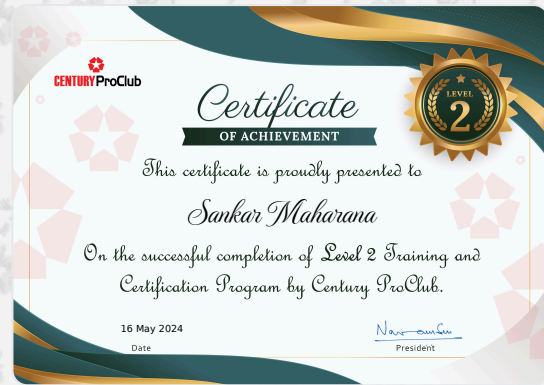 CENTURY ProClub
LEVEL
2
Certificate
OF ACHIEVEMENT
This certificate is proudly presented to
Sankar Maharana
On the successful completion of Level 2 Training and
Certification Program by Century ProClub.
16 May 2024
Date
President